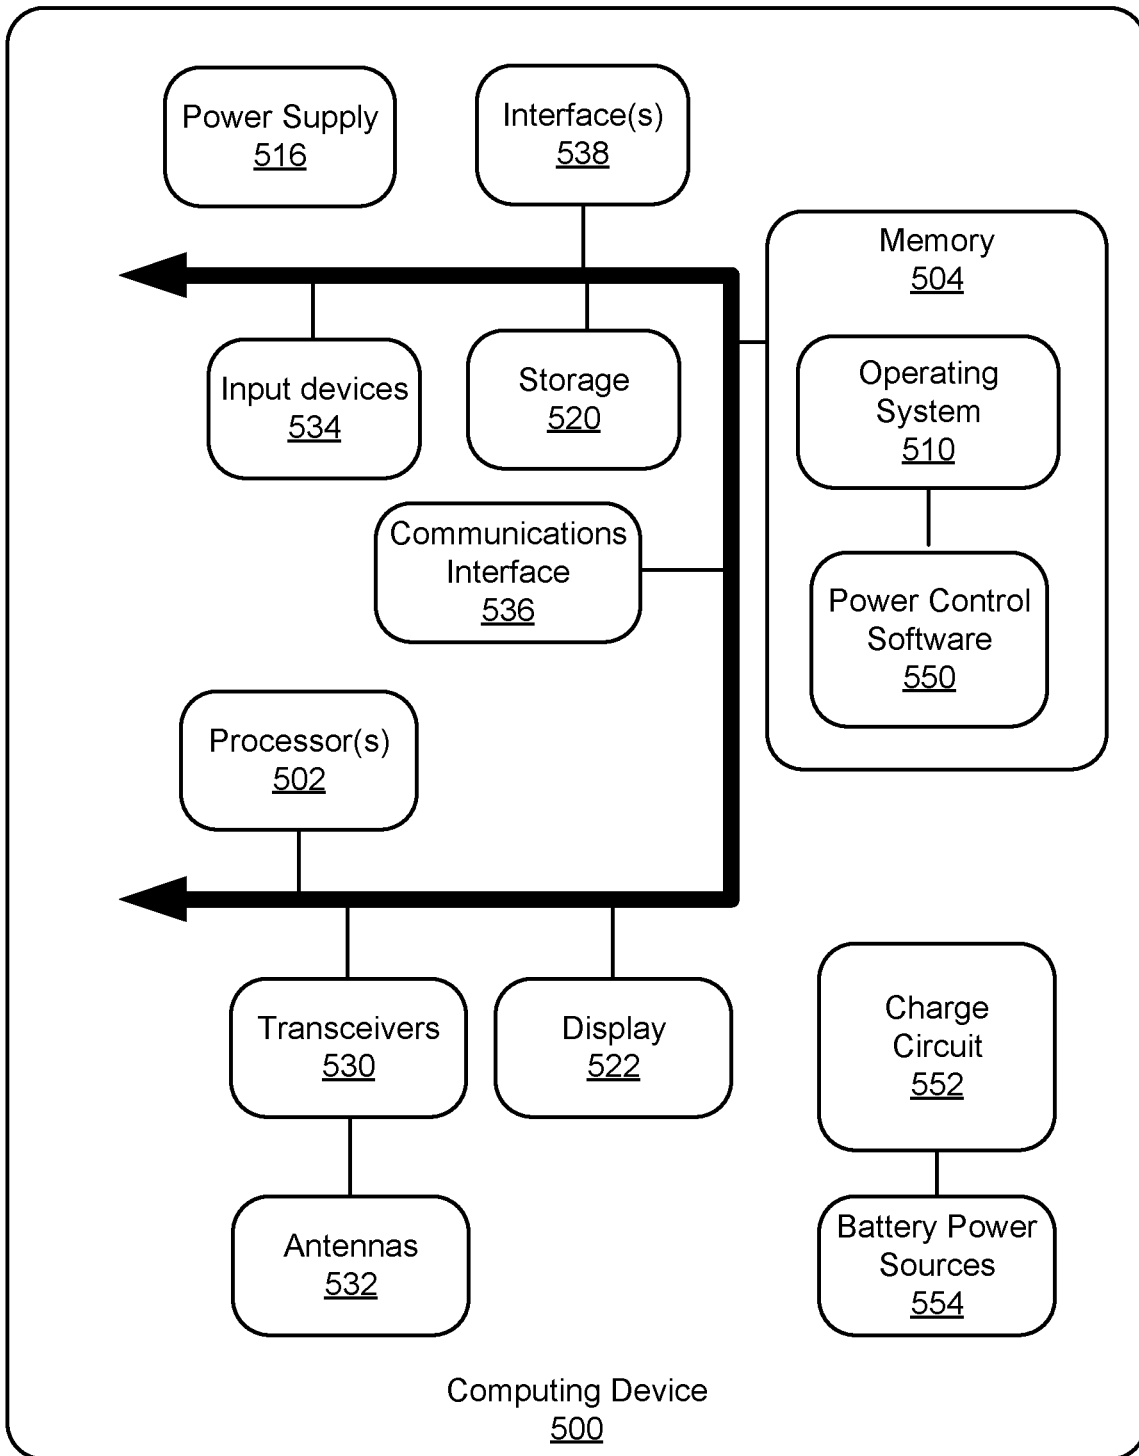 Power Supply
516
Interface(s)
538
Memory
504
Input devices
534
Storage
520
Operating
System
510
Communications
Interface
536
Power Control
Software
550
Processor(s)
502
Transceivers
530
Display
522
Charge
Circuit
552
Antennas
532
Battery Power
Sources
554
Computing Device
500